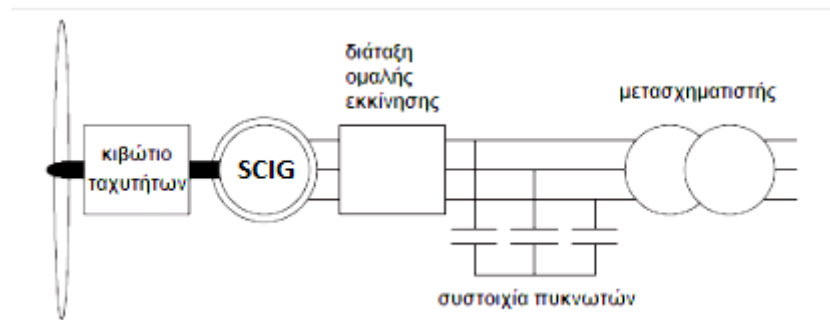 διάταξη
ομαλής
εκκίνησης
μετασχηματιστής
κιβώτιο
ταχυτήτων
SCIG
συστοιχία πυκνωτών